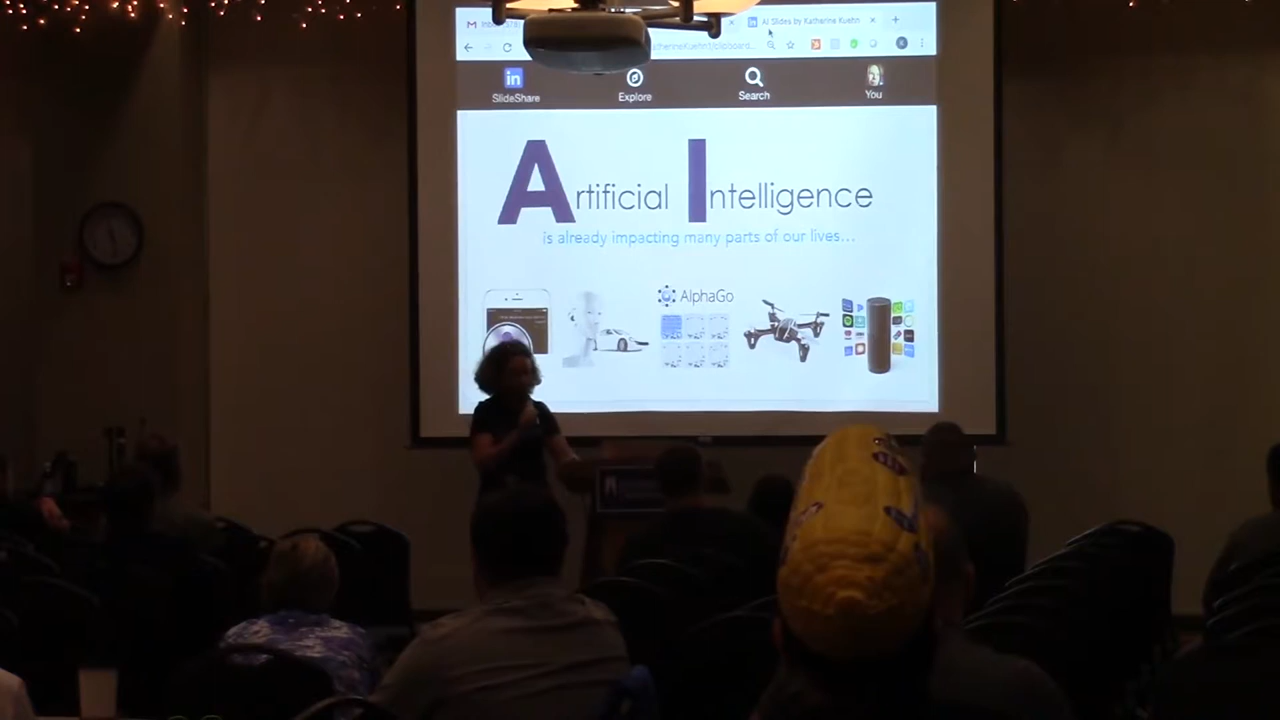 AI Slides by Katherine Kuehn
in
SlideShare
Explore
Search
You
Artificial Intelligence
is already impacting many parts of our lives...
AlphaGo